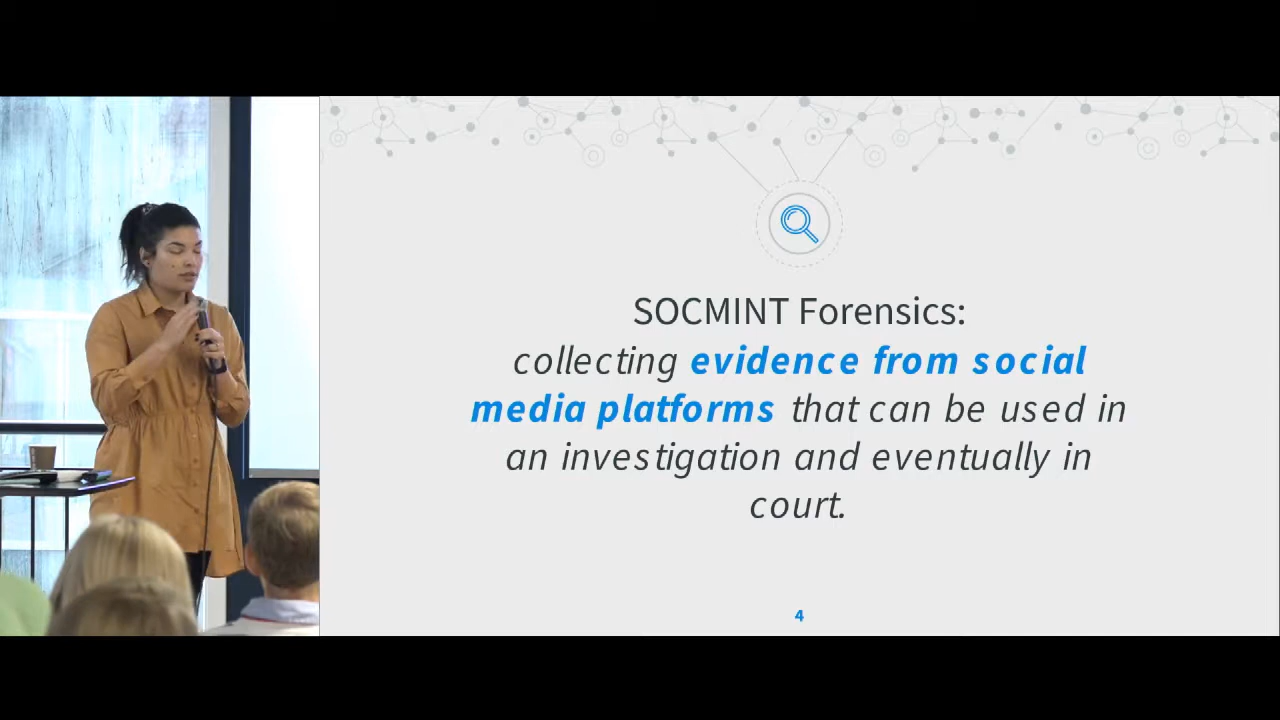 SOCMINT Forensics:
collecting evidence from social
media platforms that can be used in
an investigation and eventually in
court.
4